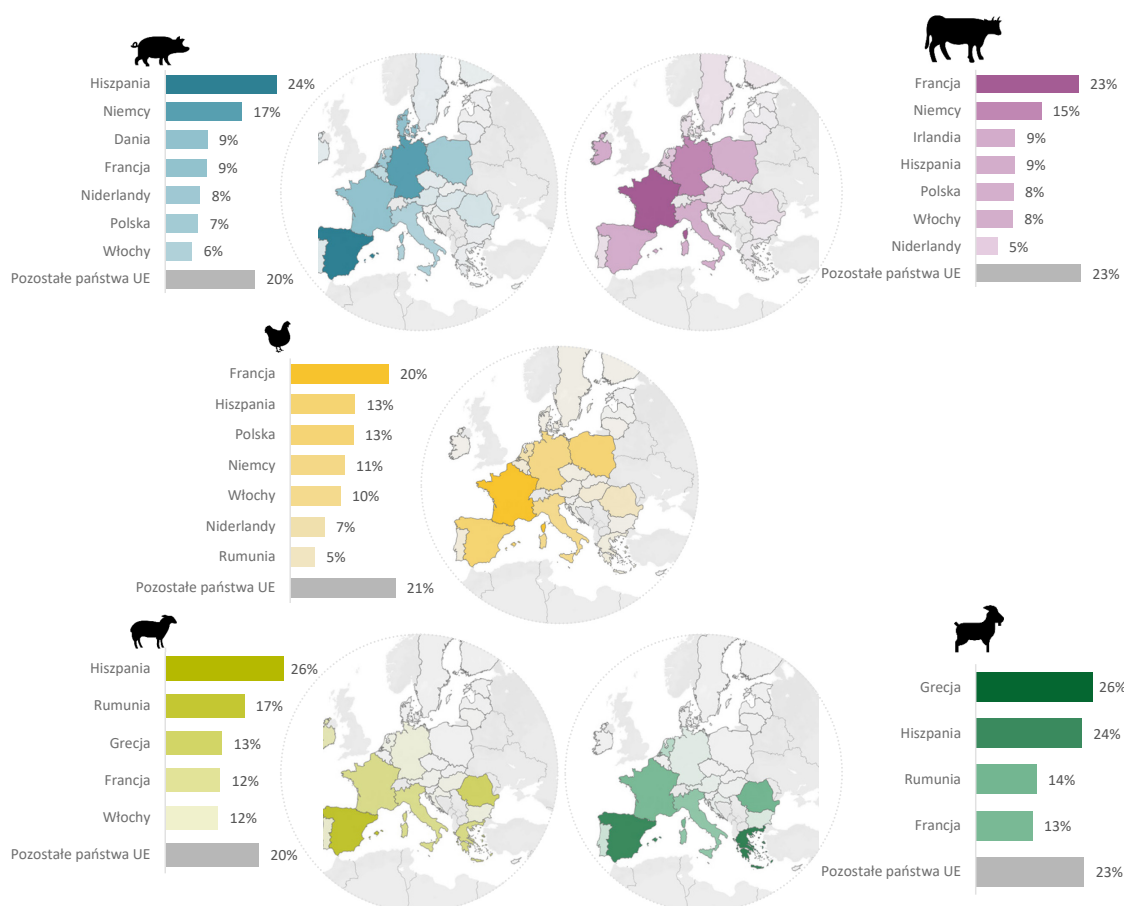 Hiszpania 24%
Niemcy 17%
Dania 9%
Francja 9%
Niderlandy 8%
Polska 7%
Włochy 6%
Pozostałe państwa UE 20%
Francja 23%
Niemcy 15%
Irlandia 9%
Hiszpania 9%
Polska 8%
Włochy 8%
Niderlandy 5%
Pozostałe państwa UE 23%
Francja 20%
Hiszpania 13%
Polska 13%
Niemcy 11%
Włochy 10%
Niderlandy 7%
Rumunia 5%
Pozostałe państwa UE 21%
Hiszpania 26%
Rumunia 17%
Grecja 13%
Francja 12%
Włochy 12%
Pozostałe państwa UE 20%
Grecja 26%
Hiszpania 24%
Rumunia 14%
Francja 13%
Pozostałe państwa UE 23%